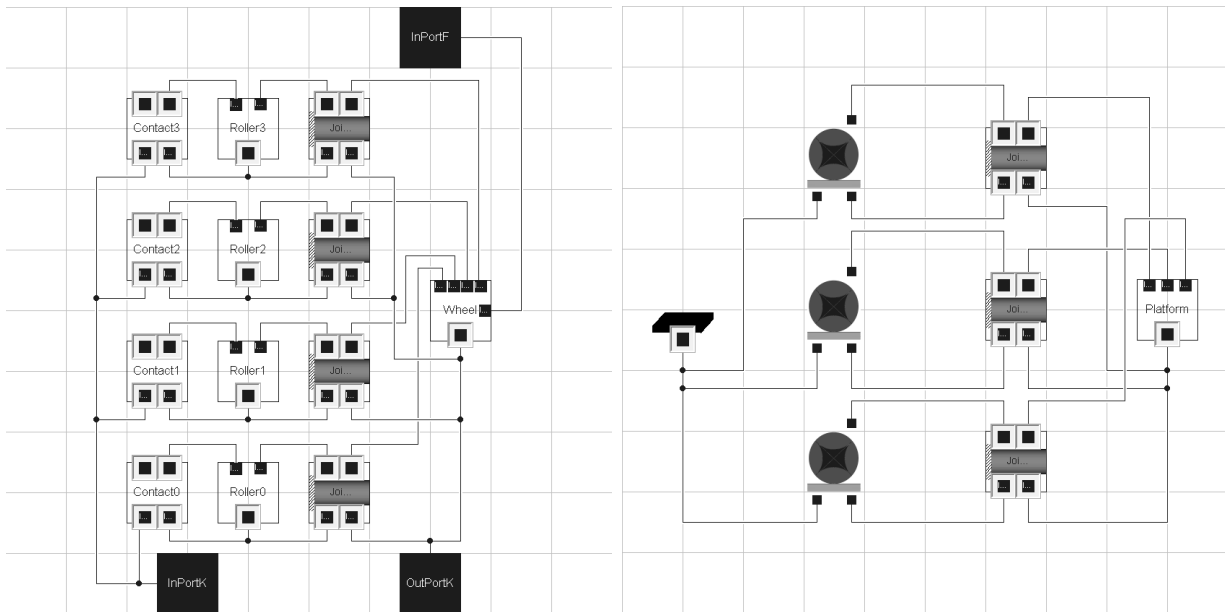 InPortF
Contact3 Roller3 Joi...
Joi...
Contact2 Roller2 Joi...
Wheel
Joi...
Platform
Contact1 Roller1 Joi...
Joi...
Contact0 Roller0 Joi...
InPortK OutPortK